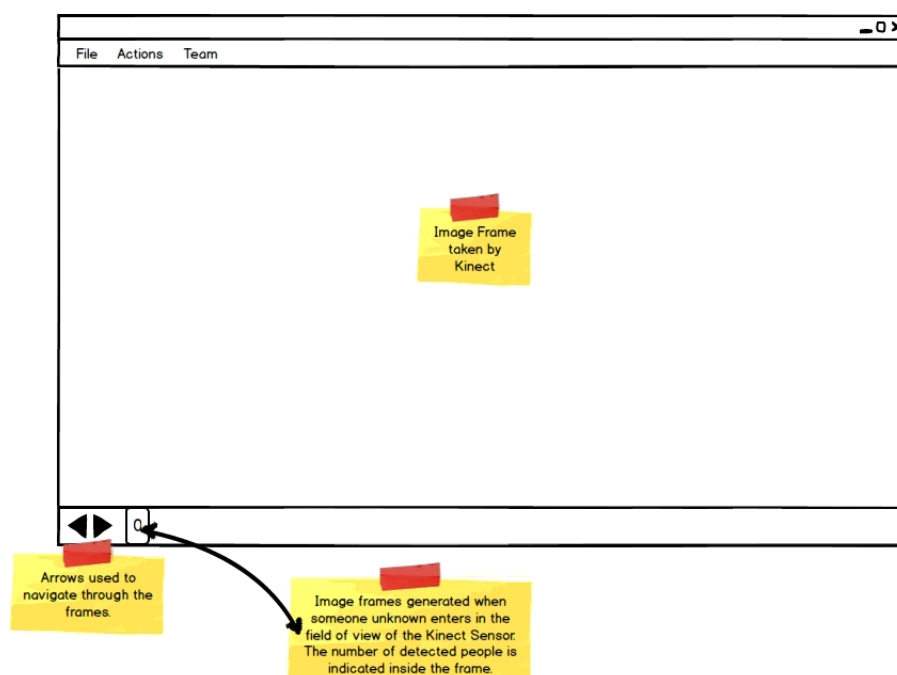 File Actions Team
Image Frame
taken by
Kinect
0
Arrows used to
navigate through the
frames.
Image frames generated when
someone unknown enters in the
field of view of the Kinect Sensor.
The number of detected people is
indicated inside the frame.